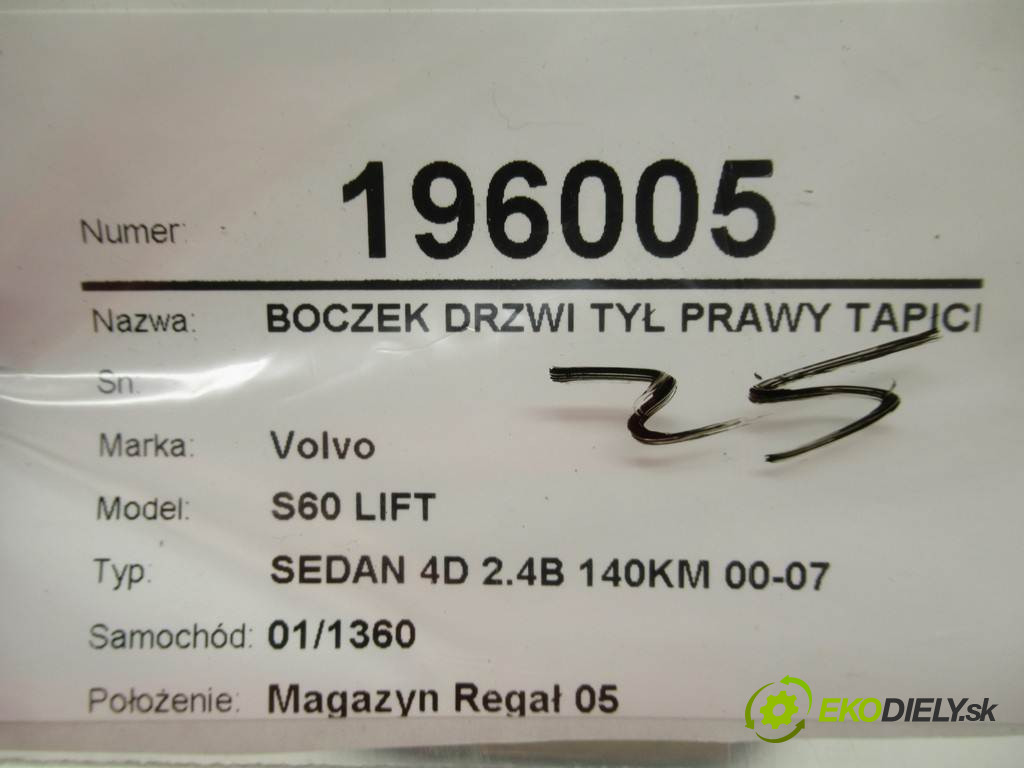 Numer: 196005
Nazwa: BOCZEK DRZWI TYŁ PRAWY TAPICI
Sn:
25
Marka: Volvo
Model: S60 LIFT
Typ: SEDAN 4D 2.4B 140KM 00-07
Samochód: 01/1360
Położenie: Magazyn Regał 05
EKODIELY.sk